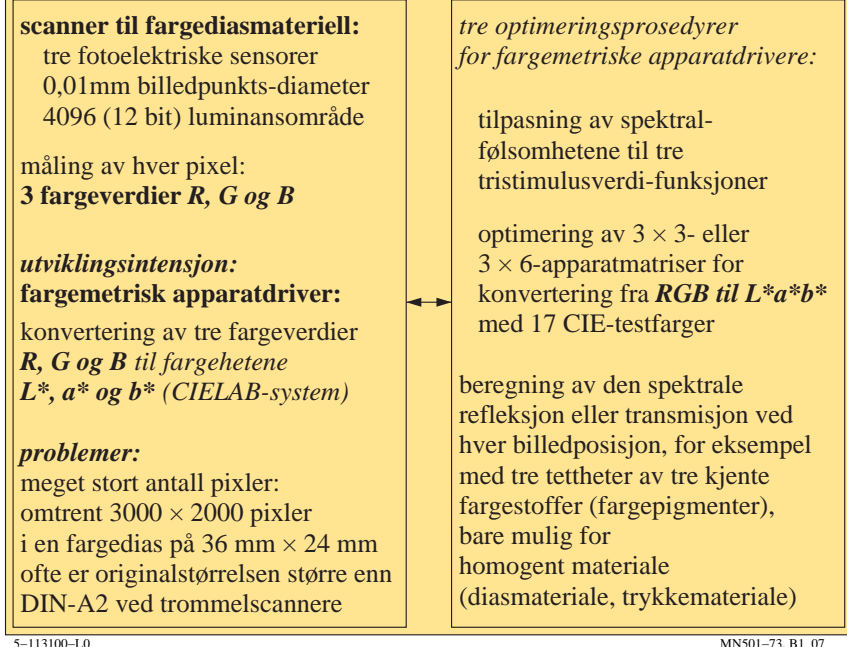 scanner til fargediasmateriell:
tre fotoelektriske sensorer
0,01mm billedpunkts-diameter
4096 (12 bit) luminansområde
måling av hver pixel:
3 fargeverdier R, G og B
utviklingsintensjon:
fargemetrisk apparatdriver:
konvertering av tre fargeverdier
R, G og B til fargehetene
L*, a* og b* (CIELAB-system)
problemer:
meget stort antall pixler:
omtrent 3000 × 2000 pixler
i en fargedias på 36 mm × 24 mm
ofte er originalstørrelsen større enn
DIN-A2 ved trommelscannere
tre optimeringsprosedyrer
for fargemetriske apparatdrivere:
tilpasning av spektral-
følsomhetene til tre
tristimulusverdi-funksjoner
optimering av 3 × 3- eller
3 × 6-apparatmatriser for
konvertering fra RGB til L*a*b*
med 17 CIE-testfarger
beregning av den spektrale
refleksjon eller transmisjon ved
hver billedposisjon, for eksempel
med tre tettheter av tre kjente
fargestoffer (fargepigmenter),
bare mulig for
homogent materiale
(diasmateriale, trykkemateriale)
5–113100–L0
MN501–73, B1_07